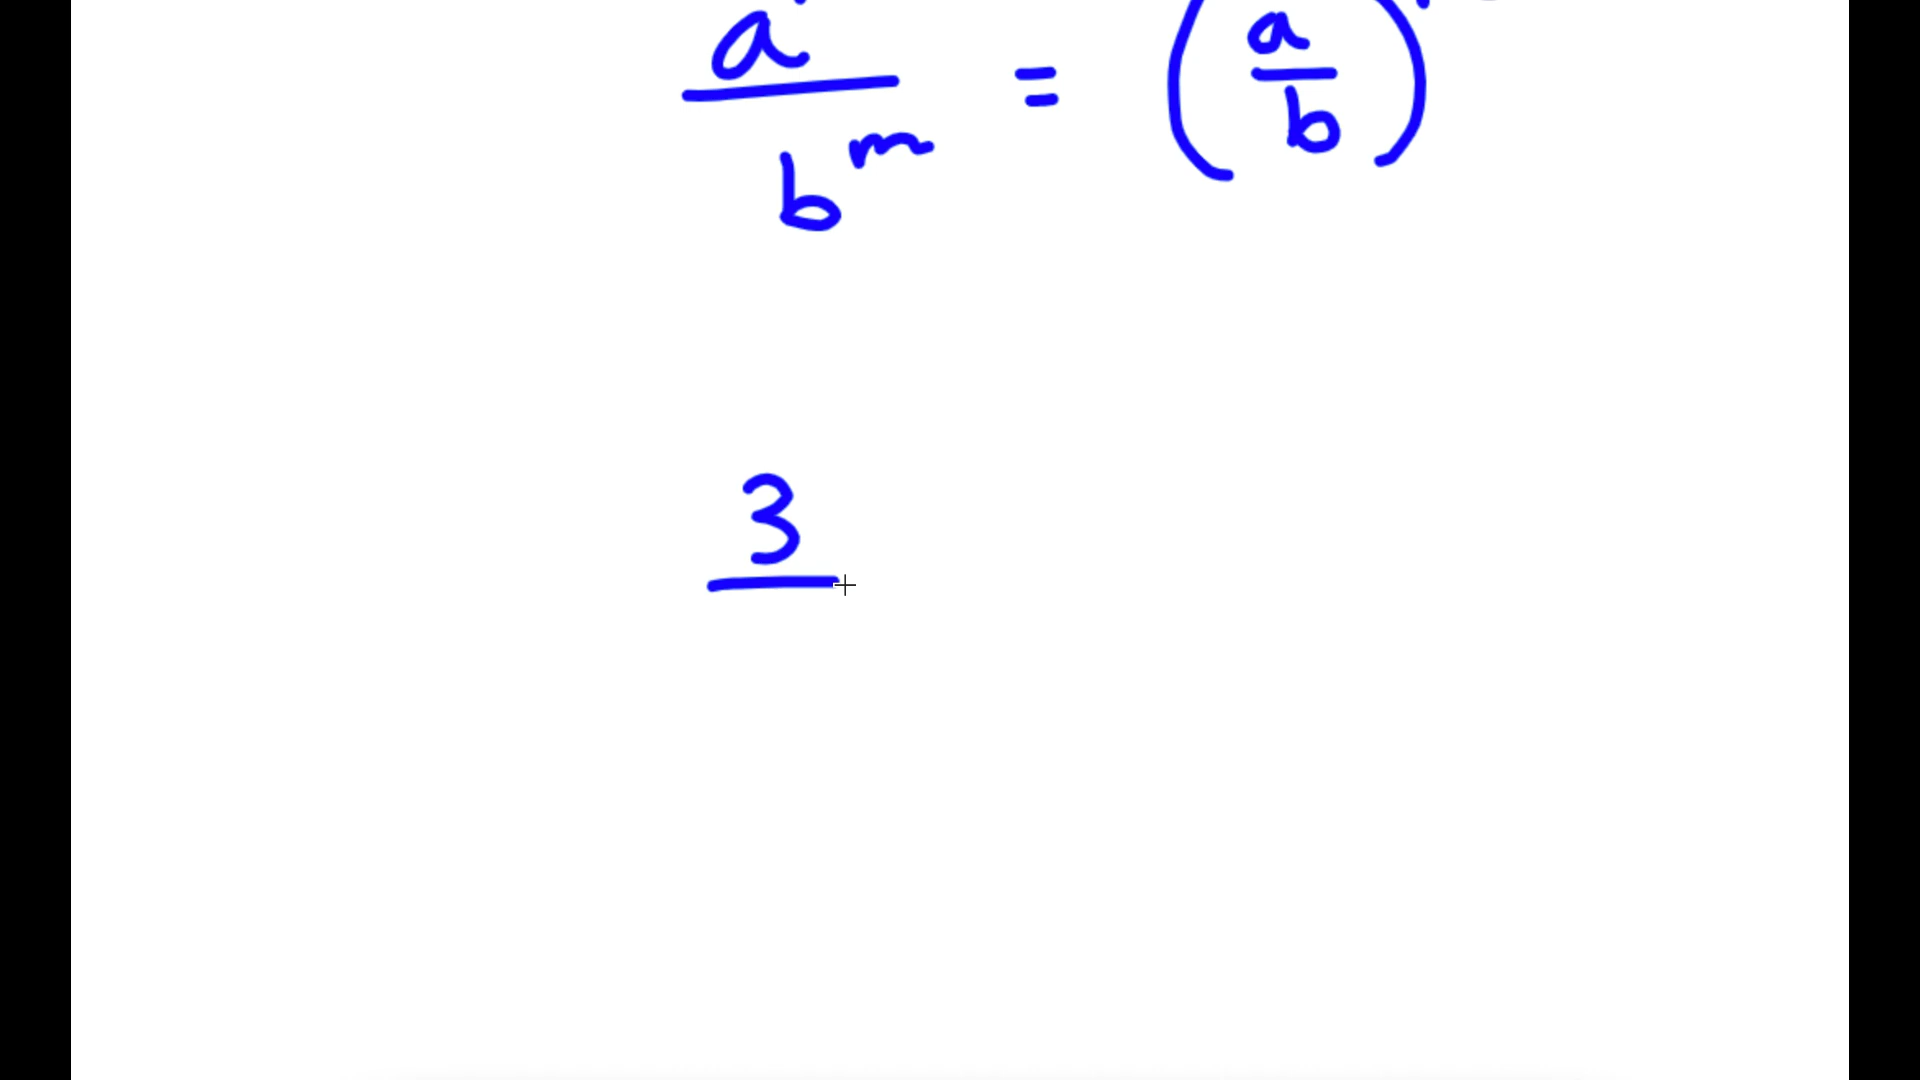 a / b^m = (a/b)
3